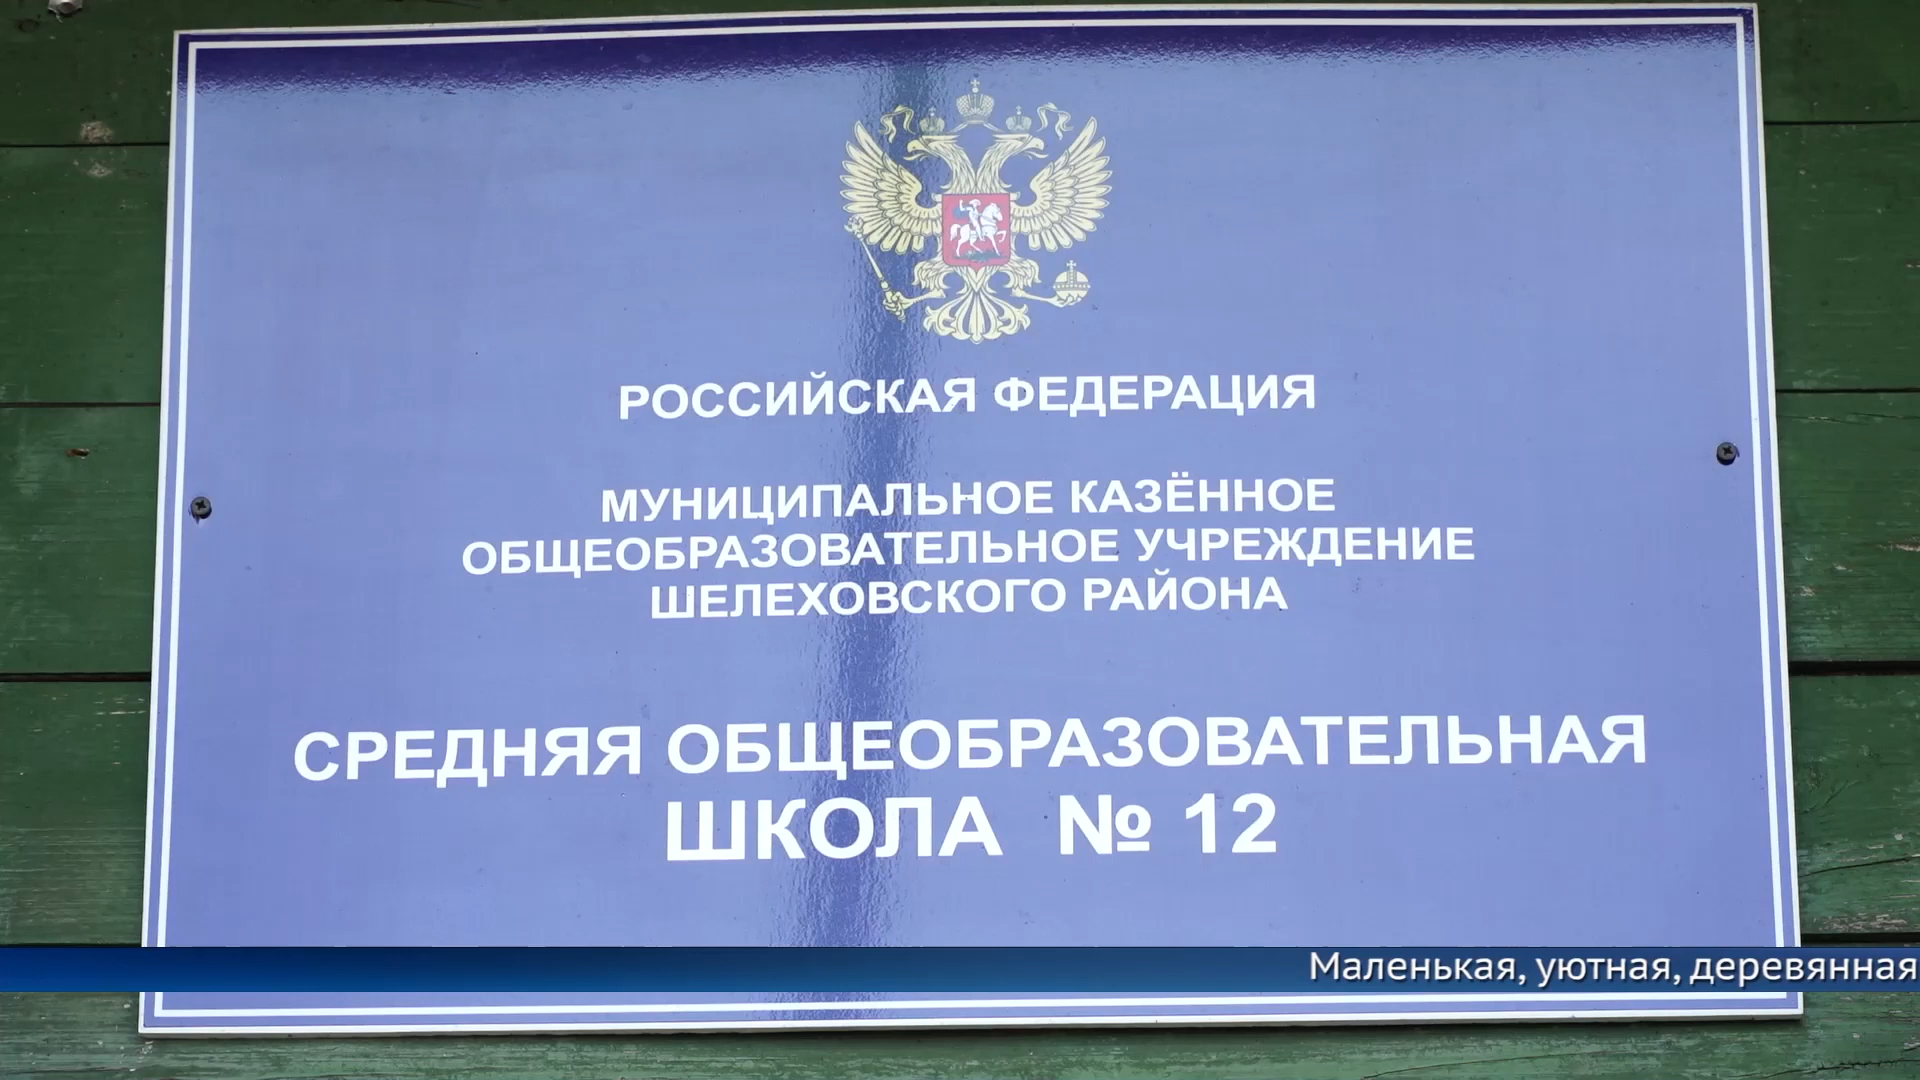 РОССИЙСКАЯ ФЕДЕРАЦИЯ
МУНИЦИПАЛЬНОЕ КАЗЁННОЕ
ОБЩЕОБРАЗОВАТЕЛЬНОЕ УЧРЕЖДЕНИЕ
ШЕЛЕХОВСКОГО РАЙОНА
СРЕДНЯЯ ОБЩЕОБРАЗОВАТЕЛЬНАЯ
ШКОЛА № 12
Маленькая, уютная, деревянная